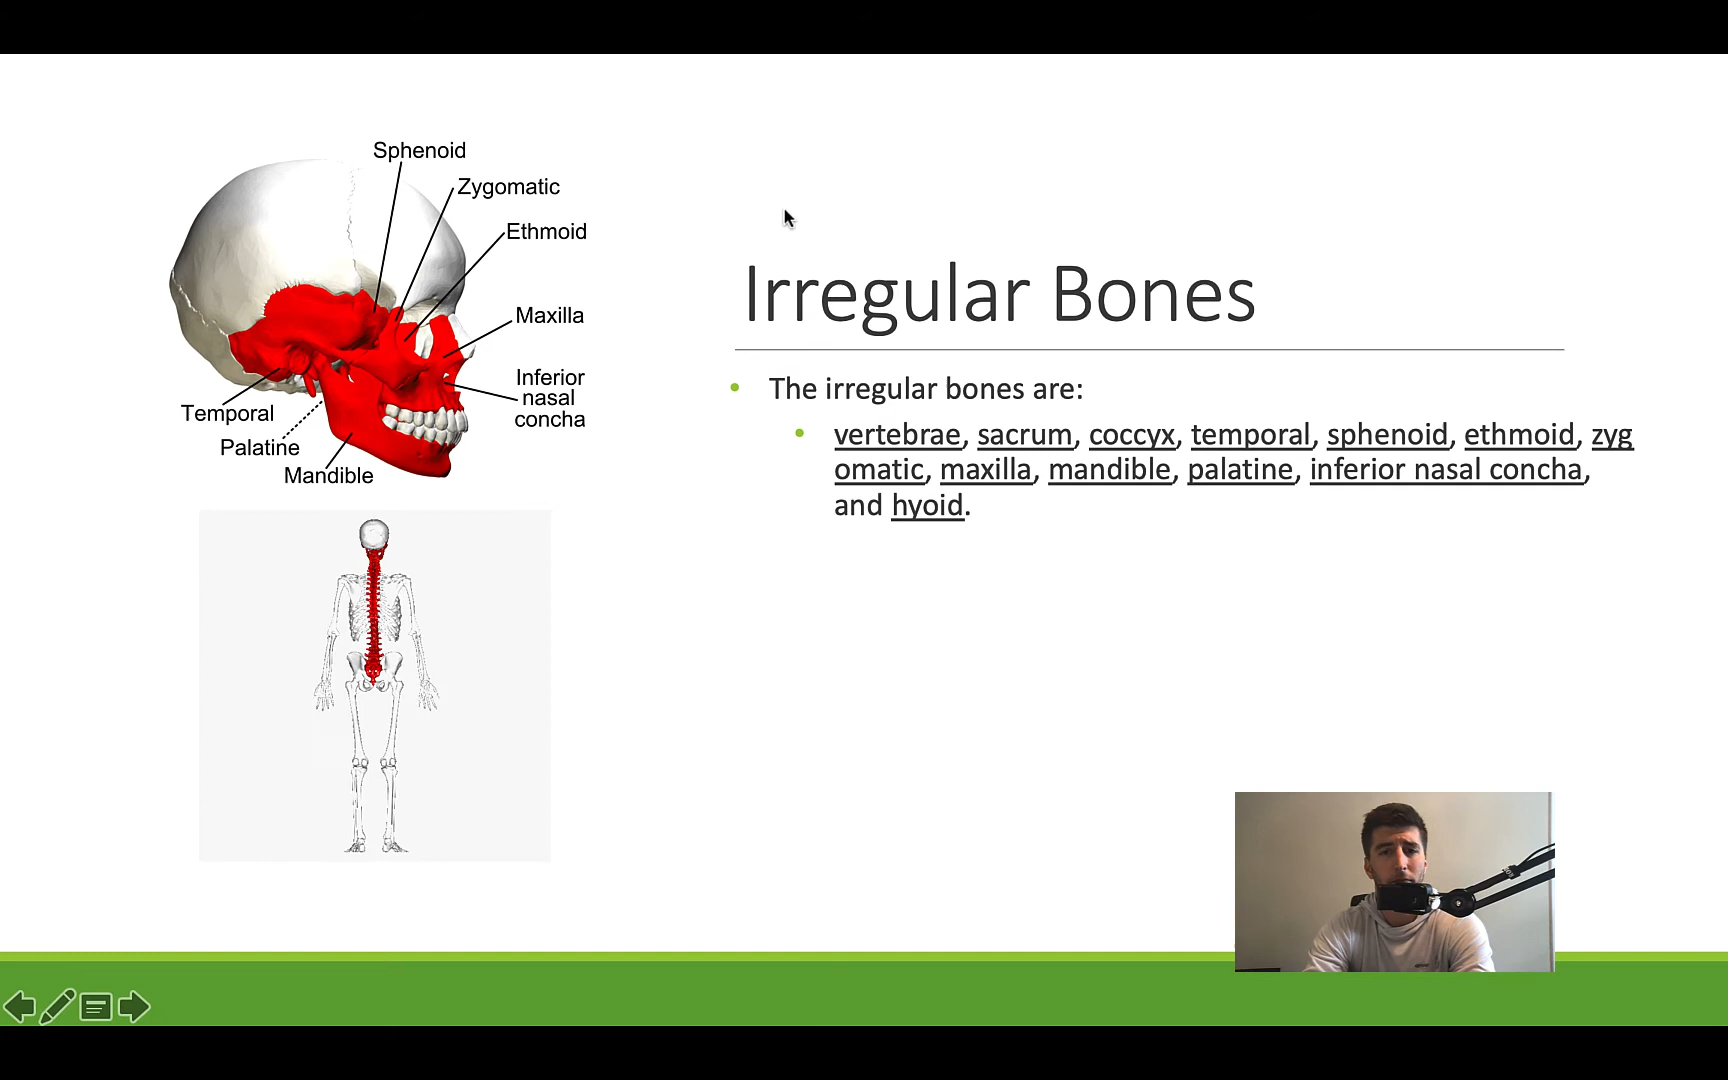 Sphenoid
Zygomatic
Ethmoid
Maxilla
Inferior
nasal
concha
Temporal
Palatine
Mandible
Irregular Bones
The irregular bones are:
vertebrae, sacrum, coccyx, temporal, sphenoid, ethmoid, zyg
omatic, maxilla, mandible, palatine, inferior nasal concha,
and hyoid.